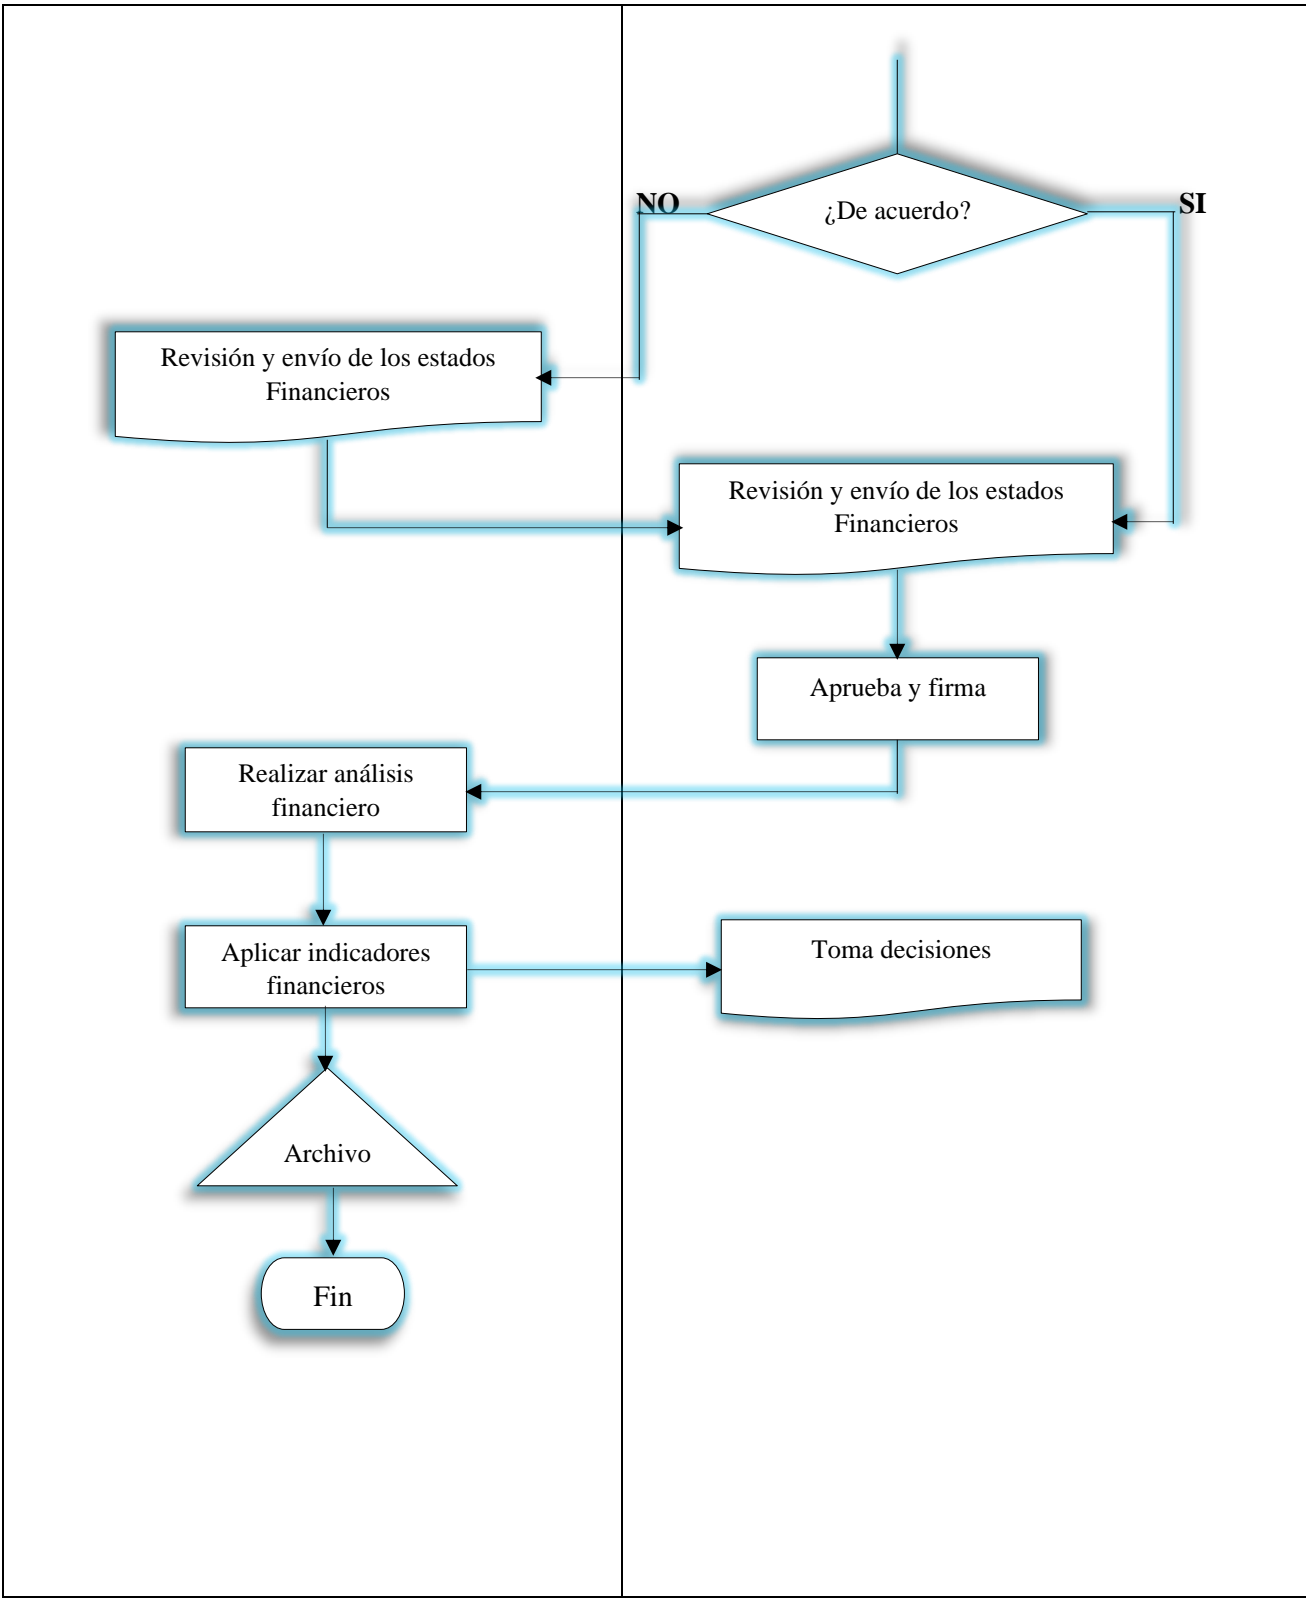 NO
¿De acuerdo?
SI
Revisión y envío de los estados
Financieros
Revisión y envío de los estados
Financieros
Aprueba y firma
Realizar análisis
financiero
Aplicar indicadores
financieros
Toma decisiones
Archivo
Fin